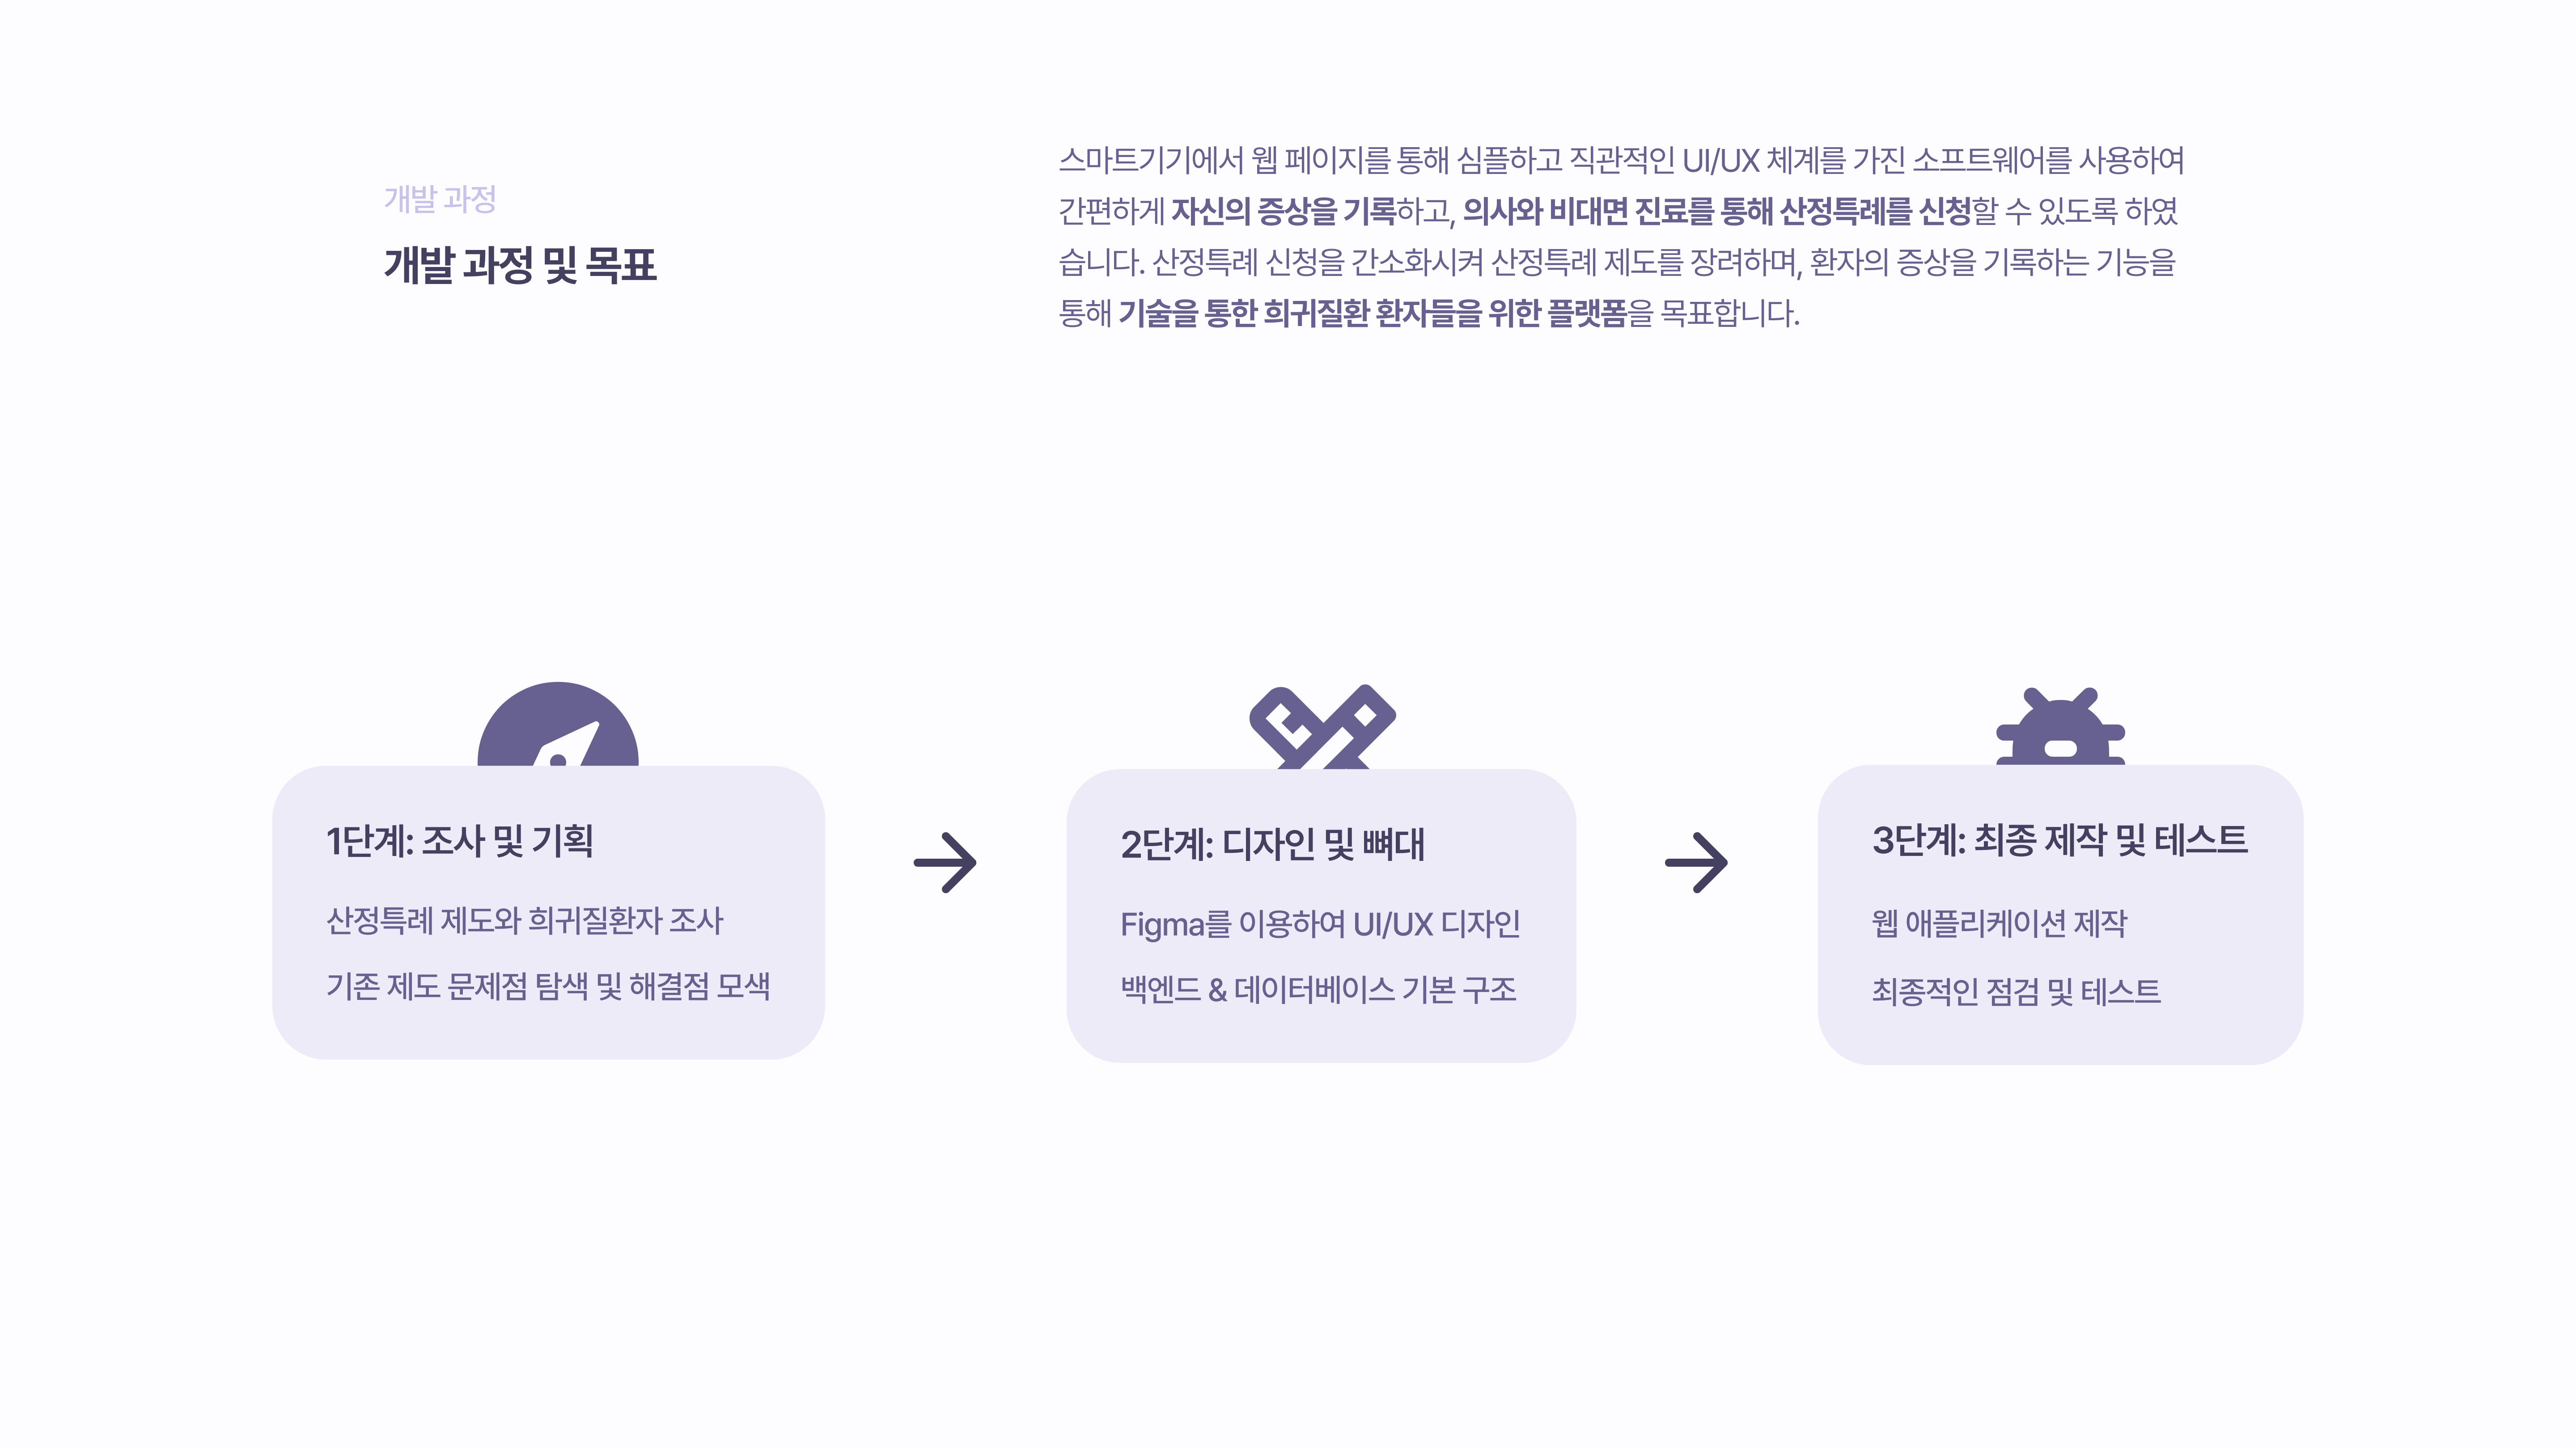 개발 과정
개발 과정 및 목표
스마트기기에서 웹 페이지를 통해 심플하고 직관적인 UI/UX 체계를 가진 소프트웨어를 사용하여
간편하게 자신의 증상을 기록하고, 의사와 비대면 진료를 통해 산정특례를 신청할 수 있도록 하였
습니다. 산정특례 신청을 간소화시켜 산정특례 제도를 장려하며, 환자의 증상을 기록하는 기능을
통해 기술을 통한 희귀질환 환자들을 위한 플랫폼을 목표합니다.
1단계: 조사 및 기획
산정특례 제도와 희귀질환자 조사
기존 제도 문제점 탐색 및 해결점 모색
2단계: 디자인 및 뼈대
Figma를 이용하여 UI/UX 디자인
백엔드 & 데이터베이스 기본 구조
3단계: 최종 제작 및 테스트
웹 애플리케이션 제작
최종적인 점검 및 테스트